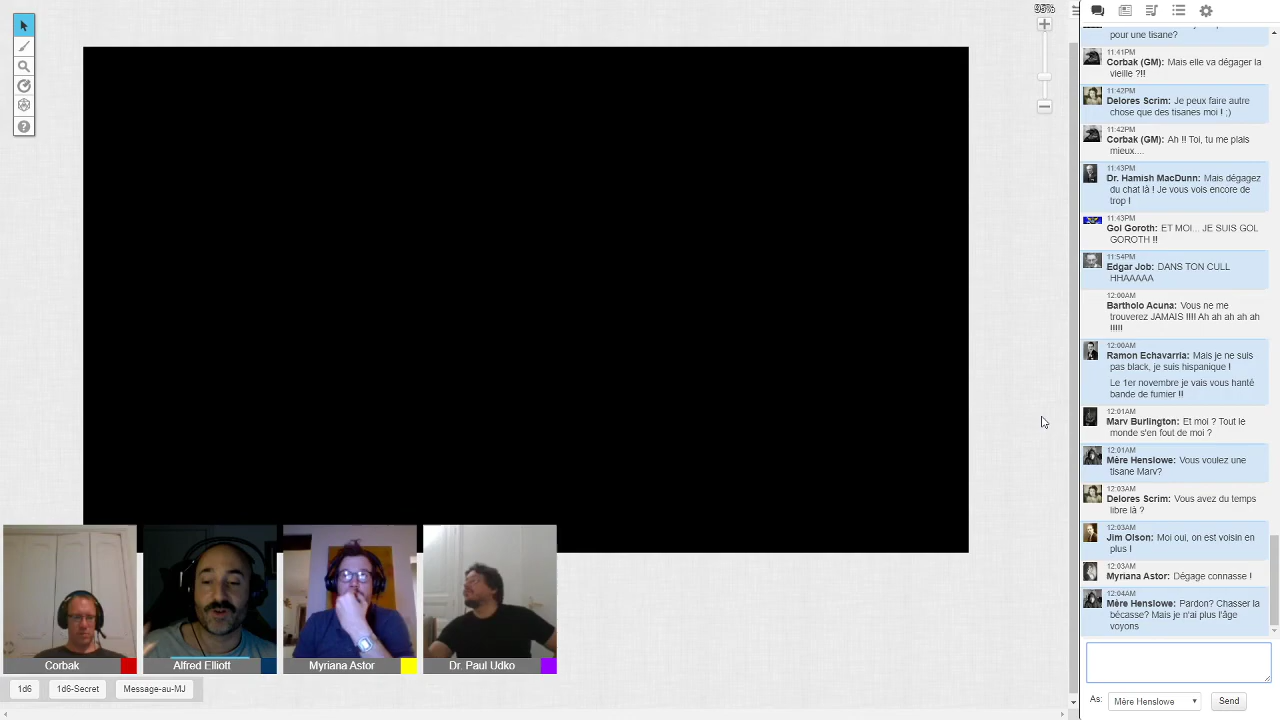 95%
pour une tisane?
11:41PM
Corbak (GM): Mais elle va dégager la
vieille ?!!
11:42PM
Delores Scrim: Je peux faire autre
chose que des tisanes moi ! ;)
11:42PM
Corbak (GM): Ah !! Toi, tu me plais
mieux....
11:43PM
Dr. Hamish MacDunn: Mais dégagez
du chat là ! Je vous vois encore de
trop !
11:43PM
Gol Goroth: ET MOI... JE SUIS GOL
GOROTH !!
11:54PM
Edgar Job: DANS TON CULL
HHAAAAA
12:00AM
Bartholo Acuna: Vous ne me
trouverez JAMAIS !!!! Ah ah ah ah ah
!!!!!
12:00AM
Ramon Echavarria: Mais je ne suis
pas black, je suis hispanique !
Le 1er novembre je vais vous hanté
bande de fumier !!
12:01AM
Marv Burlington: Et moi ? Tout le
monde s'en fout de moi ?
12:01AM
Mère Henslowe: Vous voulez une
tisane Marv?
12:03AM
Delores Scrim: Vous avez du temps
libre là ?
12:03AM
Jim Olson: Moi oui, on est voisin en
plus !
12:03AM
Myriana Astor: Dégage connasse !
12:04AM
Mère Henslowe: Pardon? Chasser la
bécasse? Mais je n'ai plus l'âge
voyons
As: Mère Henslowe Send
Corbak
Alfred Elliott
Myriana Astor
Dr. Paul Udko
1d6 1d6-Secret Message-au-MJ